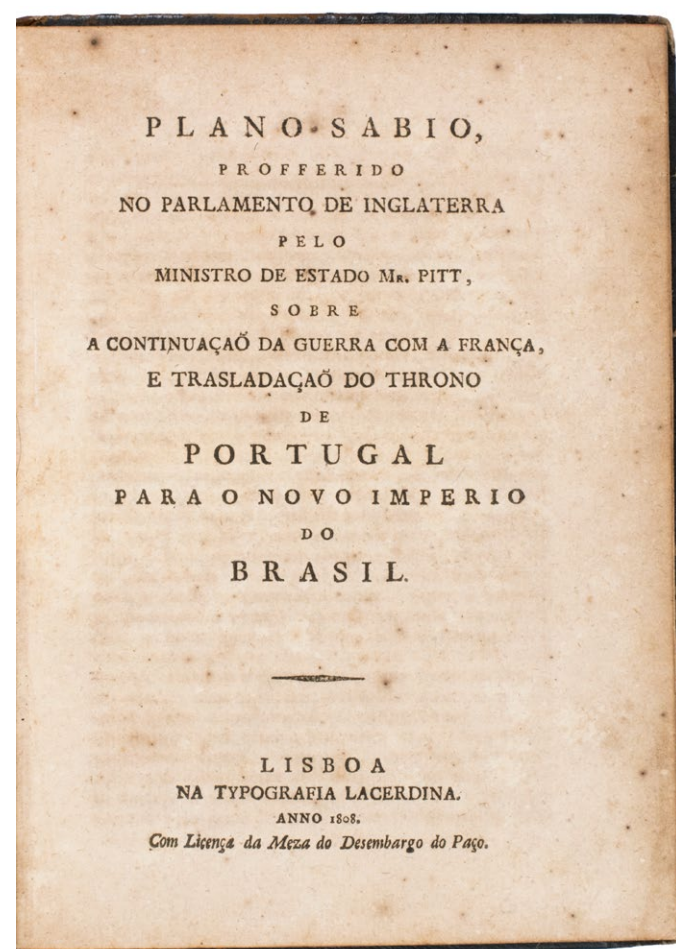 PLANO SABIO,
PROFFERIDO
NO PARLAMENTO DE INGLATERRA
PELO
MINISTRO DE ESTADO MR. PITT,
SOBRE
A CONTINUAÇAÕ DA GUERRA COM A FRANÇA,
E TRASLADAÇAÕ DO THRONO
DE
PORTUGAL
PARA O NOVO IMPERIO
DO
BRASIL.
LISBOA
NA TYPOGRAFIA LACERDINA.
ANNO 1808.
Com Licença da Meza do Desembargo do Paço.